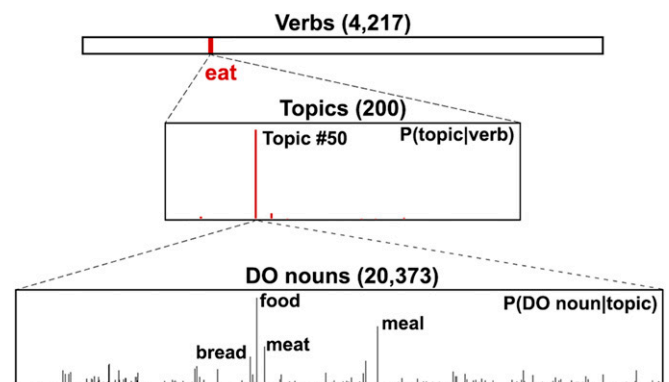 Verbs (4,217)
eat
Topics (200)
Topic #50
P(topic|verb)
DO nouns (20,373)
food
P(DO noun|topic)
meal
bread
meat